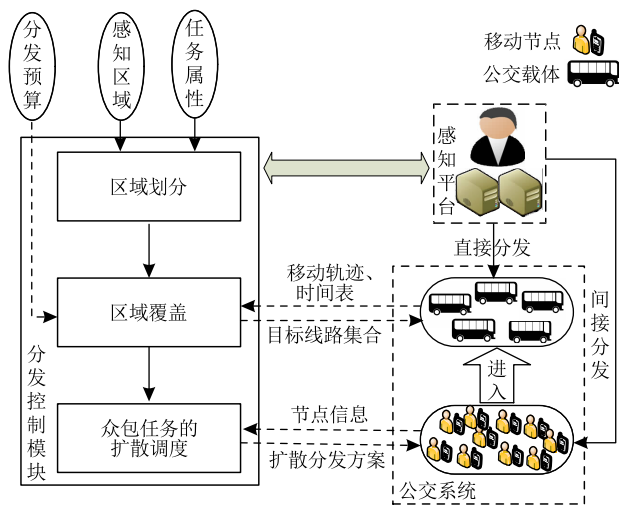 分发预算
感知区域
任务属性
移动节点
公交载体
感知平台
区域划分
直接分发
移动轨迹、
时间表
区域覆盖
目标线路集合
间接分发
进入
分发控制模块
众包任务的
扩散调度
节点信息
扩散分发方案
公交系统